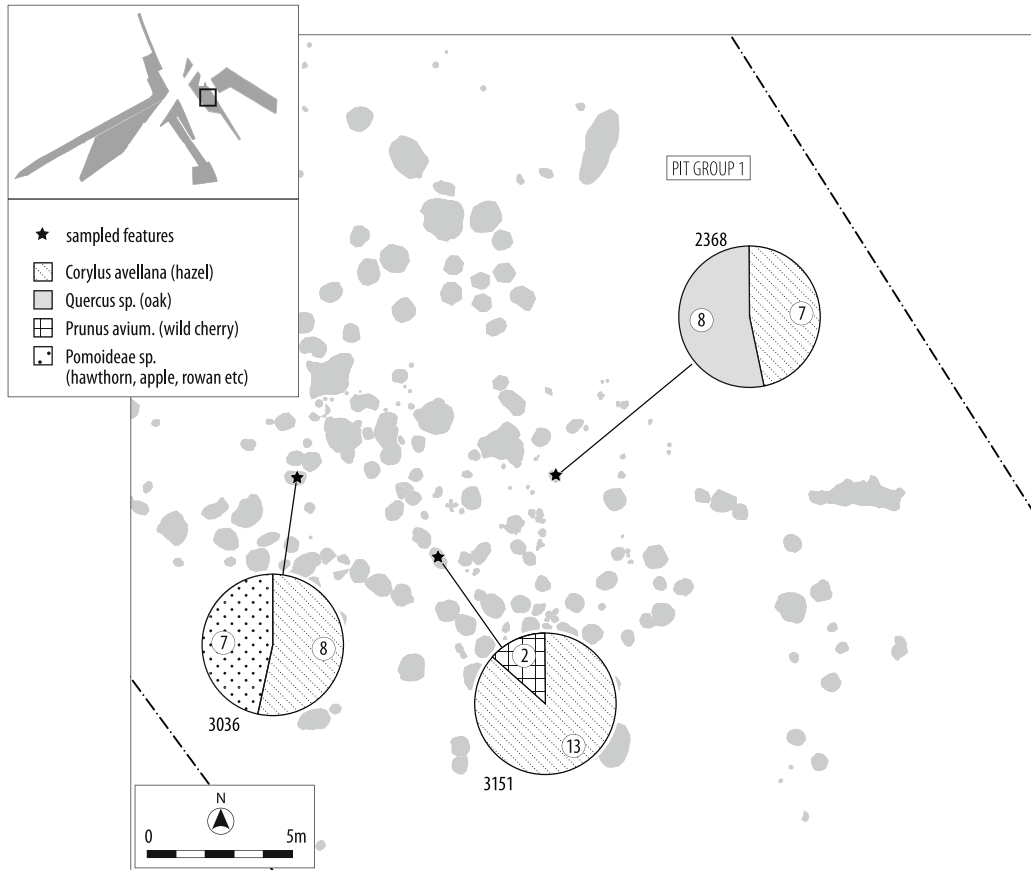 sampled features
Corylus avellana (hazel)
Quercus sp. (oak)
Prunus avium. (wild cherry)
Pomoideae sp.
(hawthorn, apple, rowan etc)
PIT GROUP 1
2368
8
7
7
8
3036
2
13
3151
N
0 5m